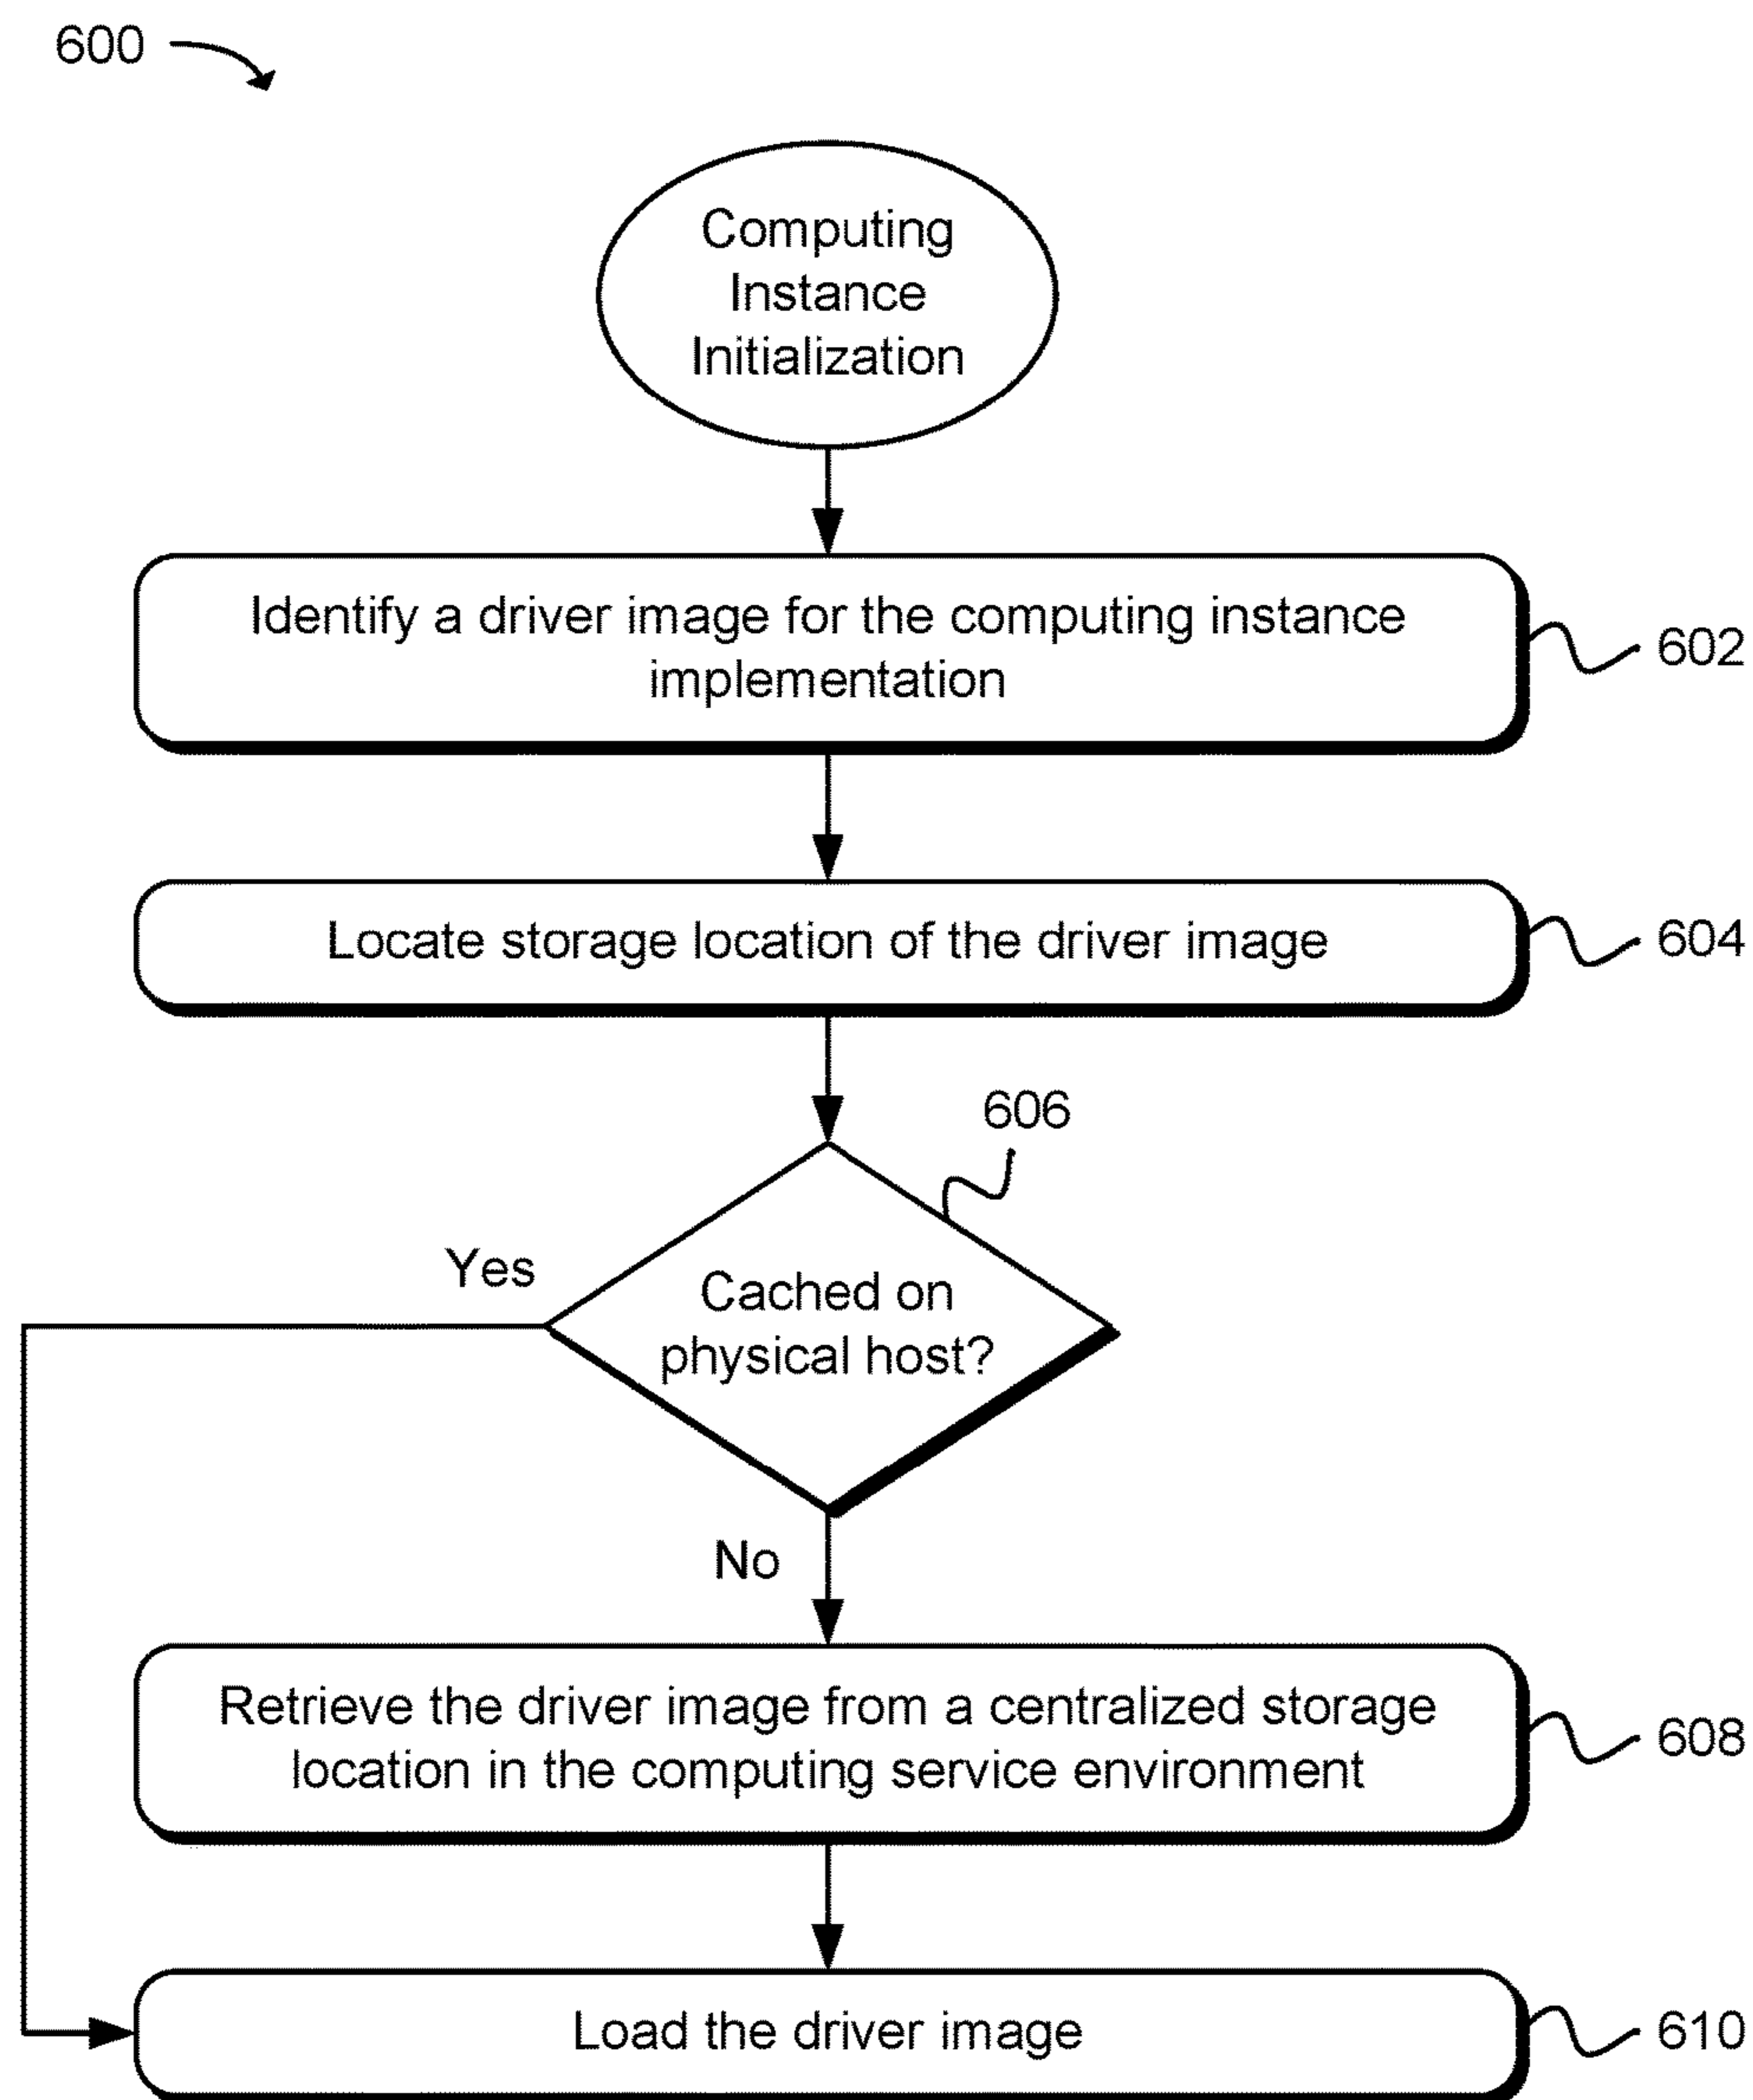 600
Computing
Instance
Initialization
Identify a driver image for the computing instance
implementation
602
Locate storage location of the driver image
604
606
Yes
Cached on
physical host?
No
Retrieve the driver image from a centralized storage
location in the computing service environment
608
Load the driver image
610